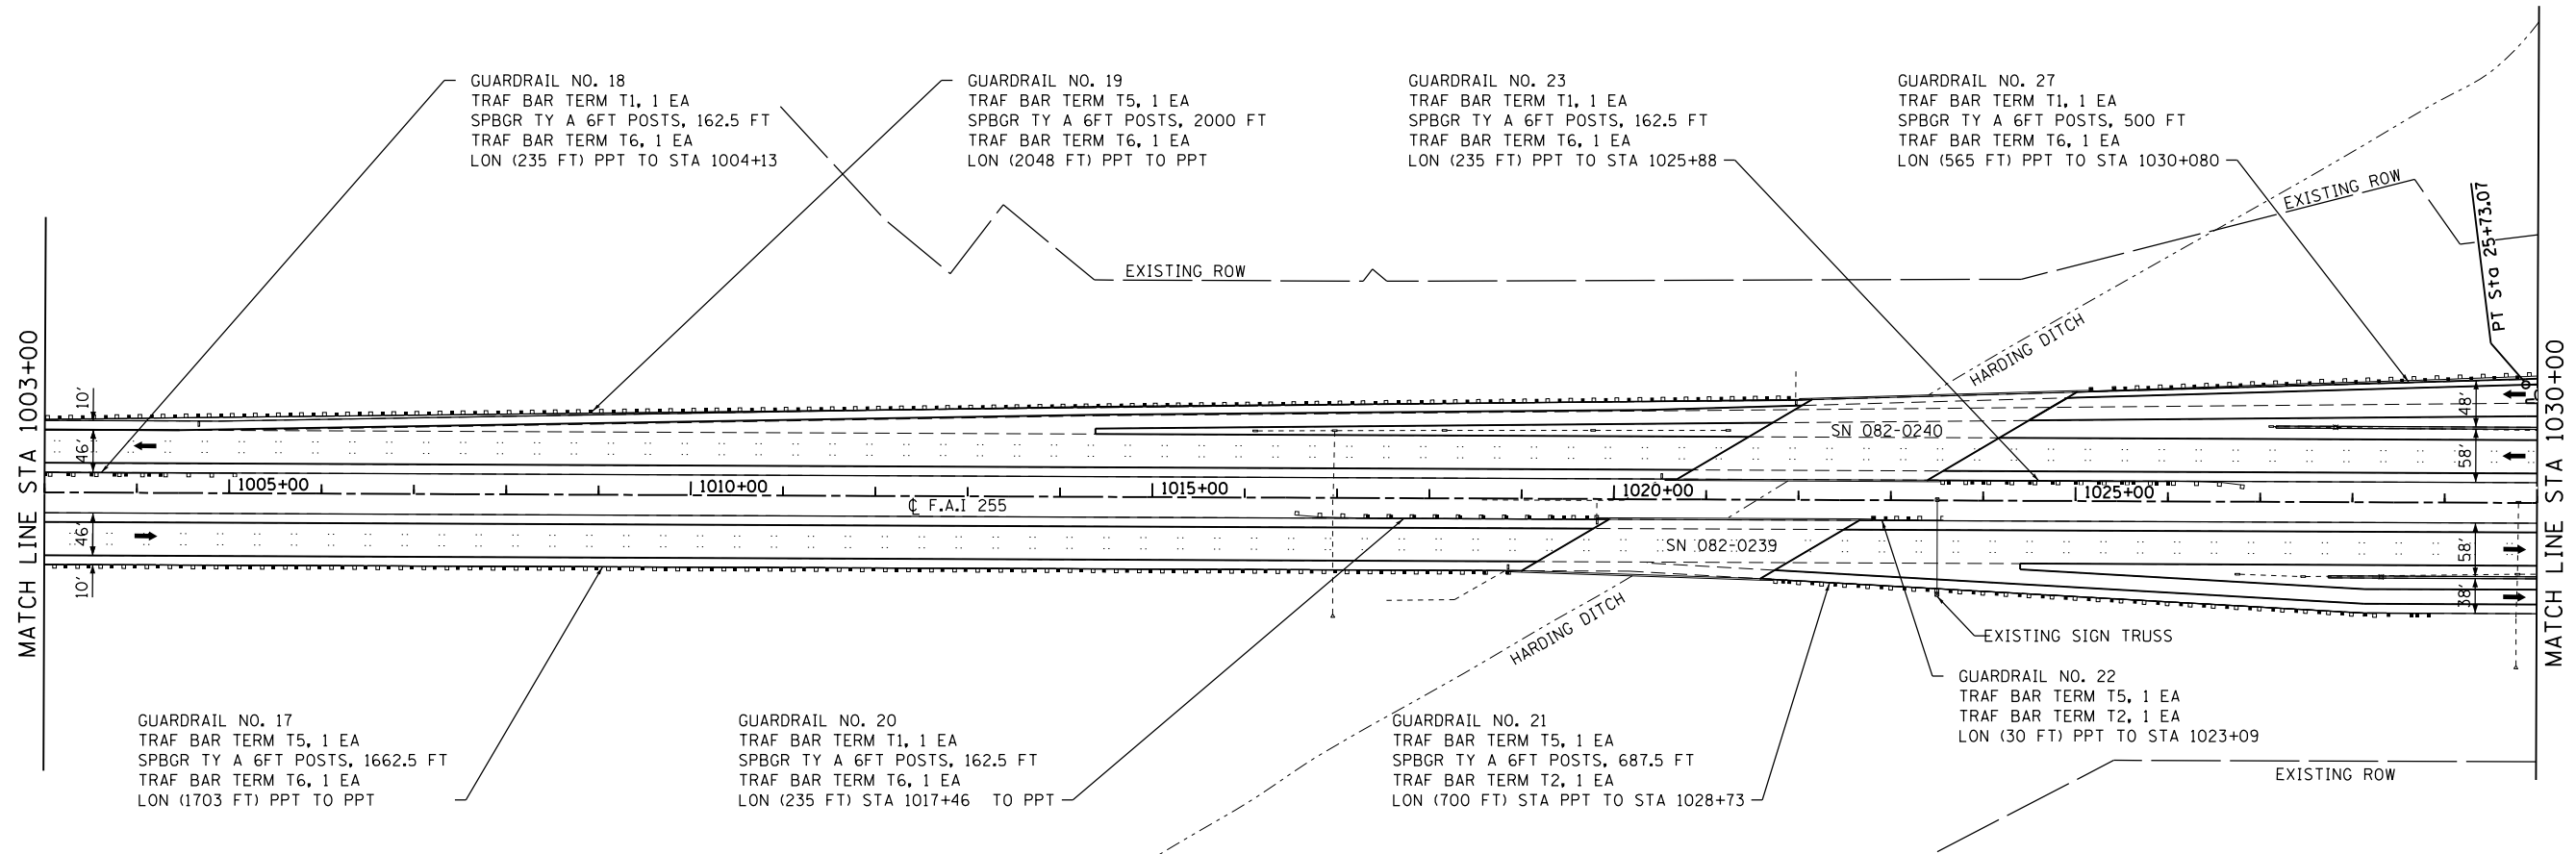 GUARDRAIL NO. 18
TRAF BAR TERM T1, 1 EA
SPBGR TY A 6FT POSTS, 162.5 FT
TRAF BAR TERM T6, 1 EA
LON (235 FT) PPT TO STA 1004+13
GUARDRAIL NO. 19
TRAF BAR TERM T5, 1 EA
SPBGR TY A 6FT POSTS, 2000 FT
TRAF BAR TERM T6, 1 EA
LON (2048 FT) PPT TO PPT
GUARDRAIL NO. 23
TRAF BAR TERM T1, 1 EA
SPBGR TY A 6FT POSTS, 162.5 FT
TRAF BAR TERM T6, 1 EA
LON (235 FT) PPT TO STA 1025+88
GUARDRAIL NO. 27
TRAF BAR TERM T1, 1 EA
SPBGR TY A 6FT POSTS, 500 FT
TRAF BAR TERM T6, 1 EA
LON (565 FT) PPT TO STA 1030+080
EXISTING ROW
EXISTING ROW
PT Sta 25+73.07
MATCH LINE STA 1003+00
MATCH LINE STA 1030+00
HARDING DITCH
10'
46'
46'
10'
48'
58'
58'
38'
SN 082-0240
1005+00
1010+00
1015+00
1020+00
1025+00
℄ F.A.I 255
SN 082-0239
HARDING DITCH
EXISTING SIGN TRUSS
GUARDRAIL NO. 22
TRAF BAR TERM T5, 1 EA
TRAF BAR TERM T2, 1 EA
LON (30 FT) PPT TO STA 1023+09
GUARDRAIL NO. 17
TRAF BAR TERM T5, 1 EA
SPBGR TY A 6FT POSTS, 1662.5 FT
TRAF BAR TERM T6, 1 EA
LON (1703 FT) PPT TO PPT
GUARDRAIL NO. 20
TRAF BAR TERM T1, 1 EA
SPBGR TY A 6FT POSTS, 162.5 FT
TRAF BAR TERM T6, 1 EA
LON (235 FT) STA 1017+46 TO PPT
GUARDRAIL NO. 21
TRAF BAR TERM T5, 1 EA
SPBGR TY A 6FT POSTS, 687.5 FT
TRAF BAR TERM T2, 1 EA
LON (700 FT) STA PPT TO STA 1028+73
EXISTING ROW